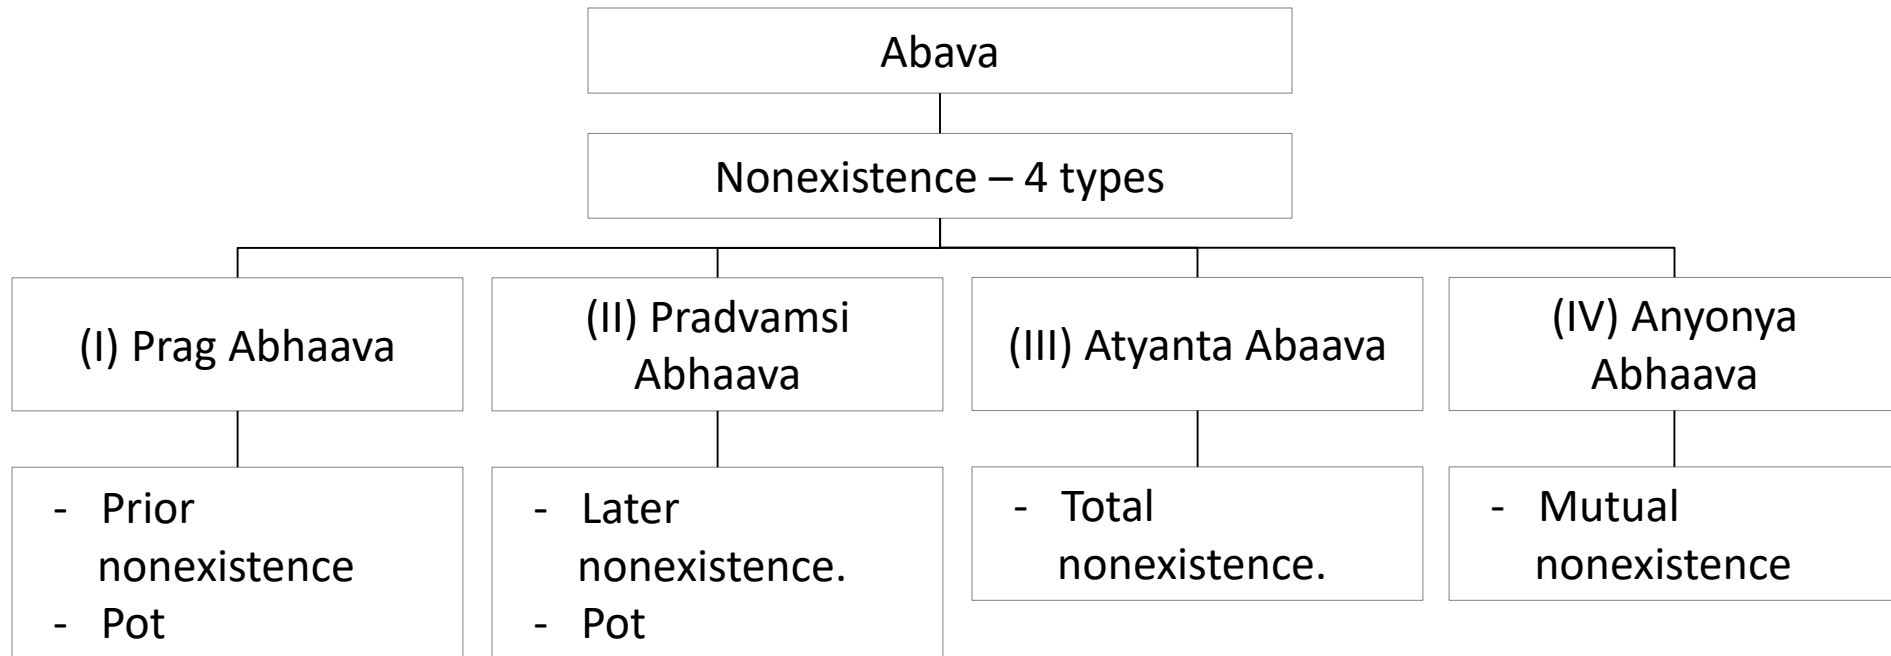 Abava
Nonexistence – 4 types
(I) Prag Abhaava
(II) Pradvamsi
Abhaava
(III) Atyanta Abaava
(IV) Anyonya
Abhaava
- Prior
nonexistence
- Pot
- Later
nonexistence.
- Pot
- Total
nonexistence.
- Mutual
nonexistence